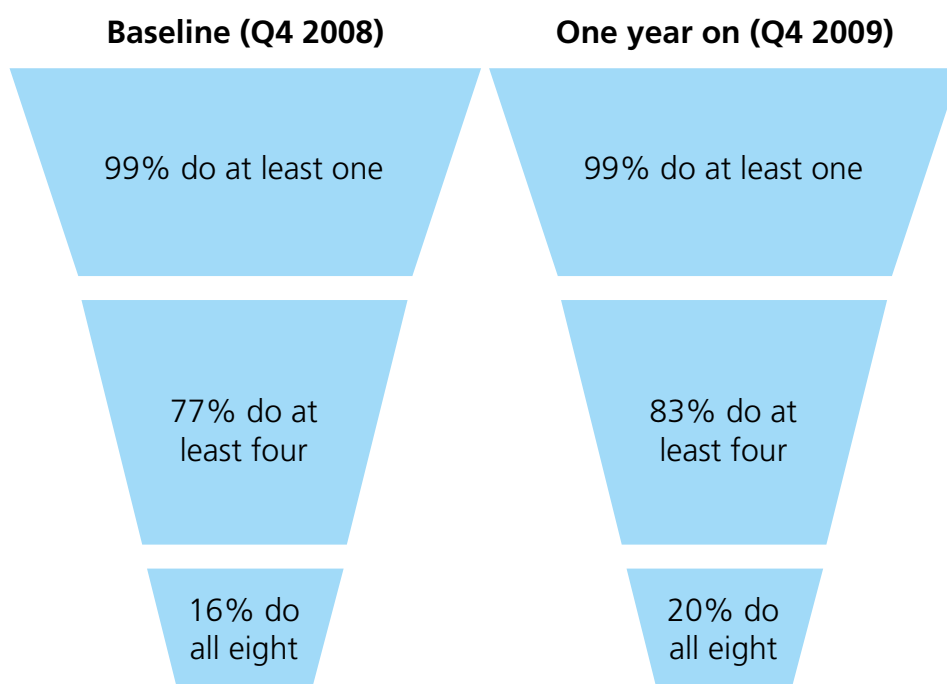 Baseline (Q4 2008)
99% do at least one
77% do at
least four
16% do
all eight
One year on (Q4 2009)
99% do at least one
83% do at
least four
20% do
all eight